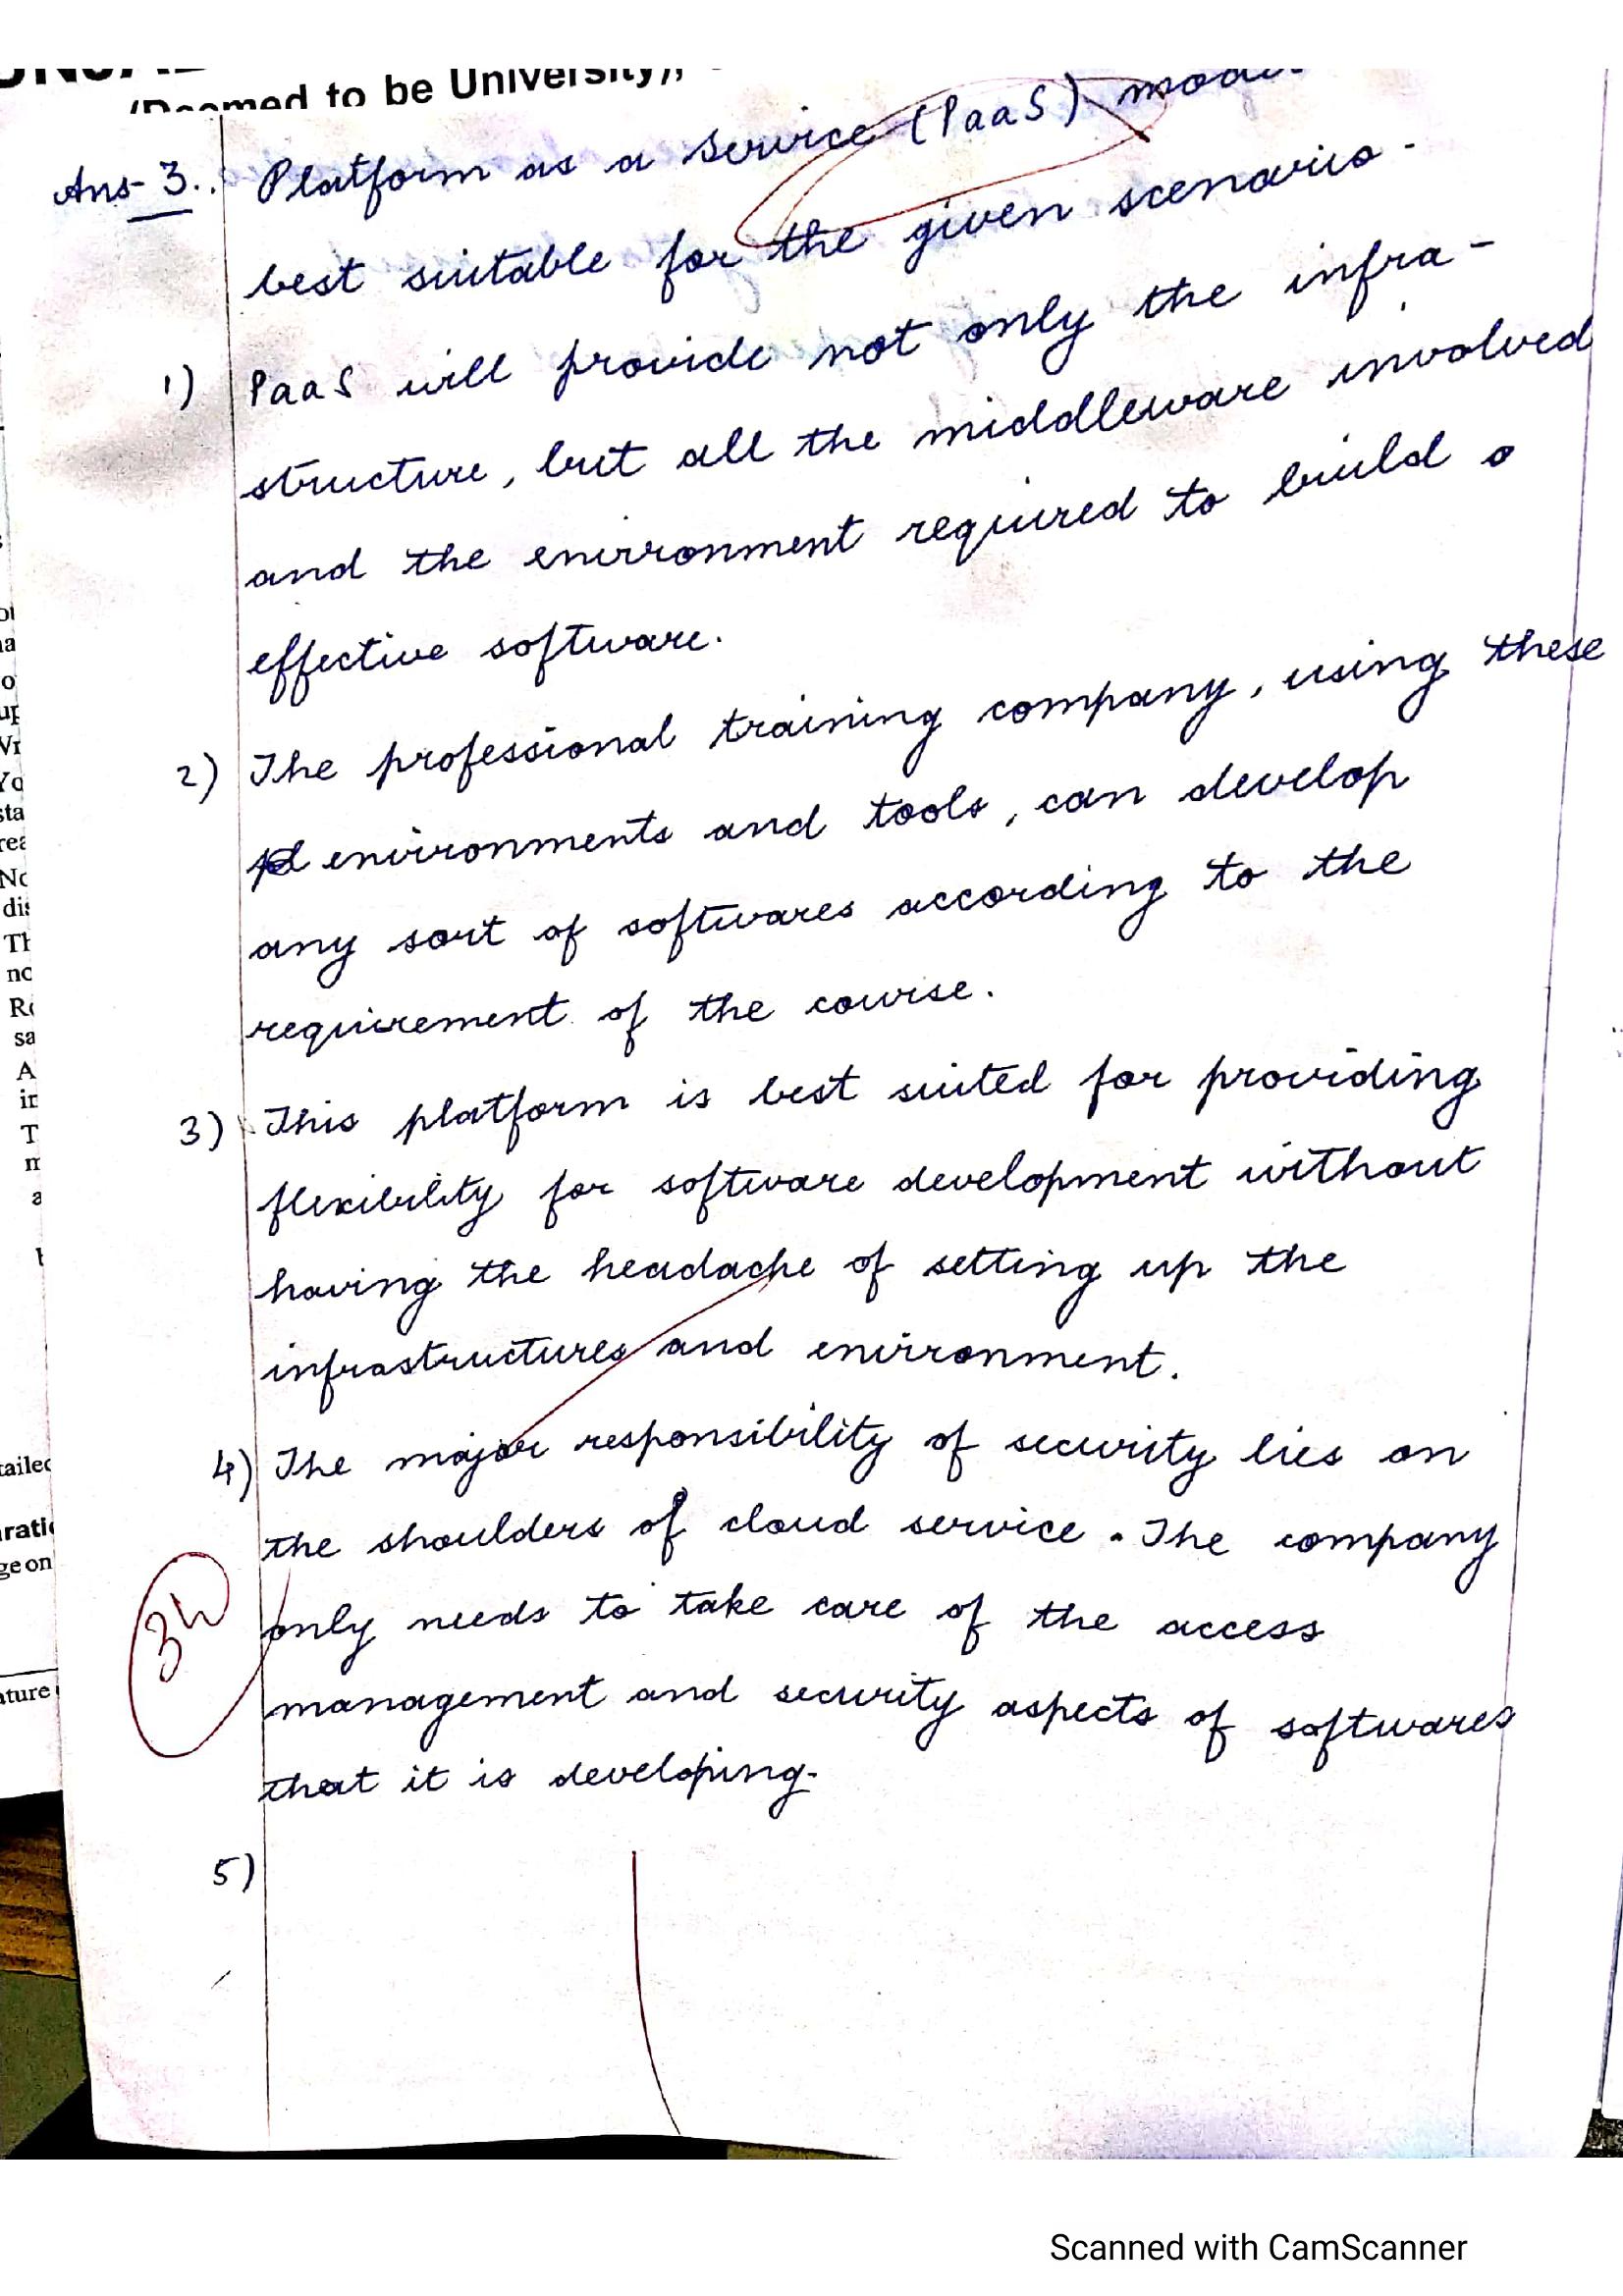 (Deemed to be University),
Ans-3. Platform as a Service (PaaS)
best suitable for the given scenario.
1) PaaS will provide not only the infra-
structure, but all the middleware involved
and the environment required to build
effective software.
2) The professional training company, using these
environments and tools, can develop
any sort of softwares according to the
requirement of the course.
3) This platform is best suited for providing
flexibility for software development without
having the headache of setting up the
infrastructures and environment.
4) The major responsibility of security lies on
the shoulders of cloud service. The company
only needs to take care of the access
management and security aspects of softwares
that it is developing.
5)
Scanned with CamScanner